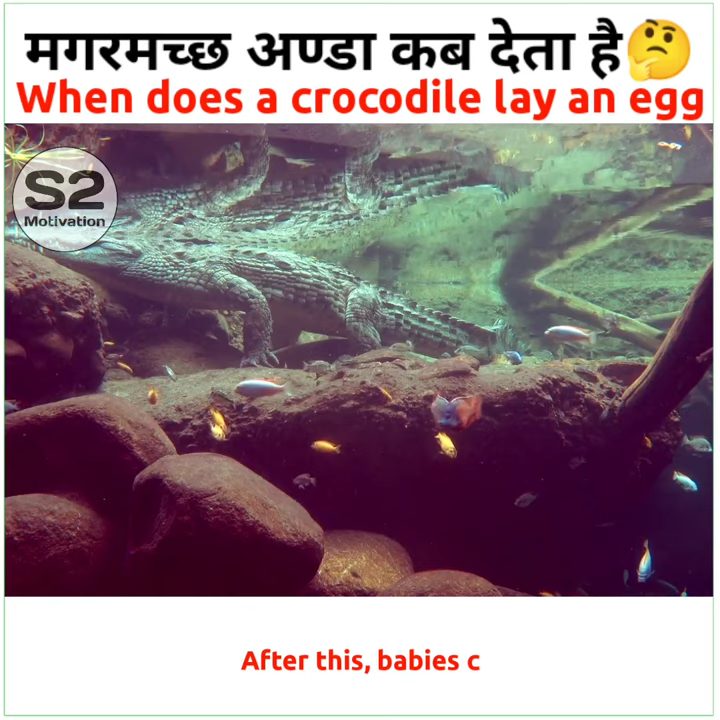 मगरमच्छ अण्डा कब देता है🤔
When does a crocodile lay an egg
S2
Motivation
After this, babies c